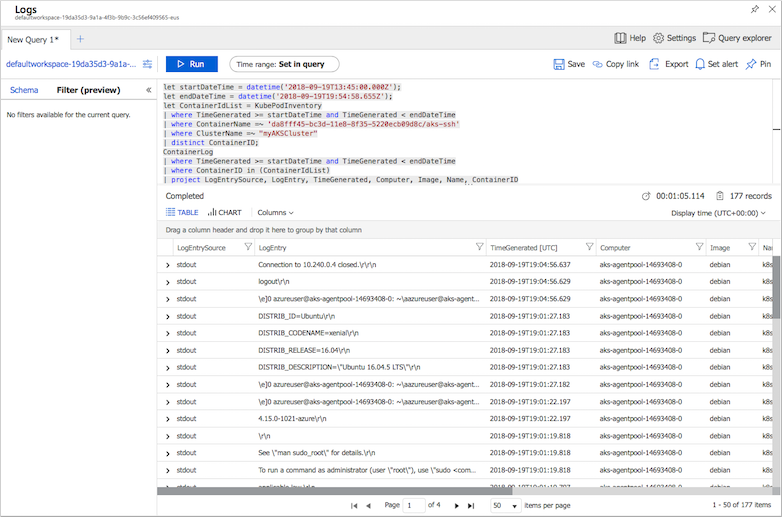 Logs
defaultworkspace-19da35d3-9a1a-4f3b-9b9c-3c56ef409565-eus
New Query 1*
Help Settings Query explorer
defaultworkspace-19da35d3-9a1a-...
Run
Time range: Set in query
Save Copy link Export Set alert Pin
Schema Filter (preview)
No filters available for the current query.
let startDateTime = datetime('2018-09-19T13:45:00.000Z');
let endDateTime = datetime('2018-09-19T19:54:58.655Z');
let ContainerIdList = KubePodInventory
| where TimeGenerated >= startDateTime and TimeGenerated < endDateTime
| where ContainerName =~ 'da8fff45-bc3d-11e8-8f35-5220ecb09d8c/aks-ssh'
| where ClusterName =~ "myAKSCluster"
| distinct ContainerID;
ContainerLog
| where TimeGenerated >= startDateTime and TimeGenerated < endDateTime
| where ContainerID in (ContainerIdList)
| project LogEntrySource, LogEntry, TimeGenerated, Computer, Image, Name, ContainerID
Completed 00:01:05.114 177 records
TABLE CHART Columns Display time (UTC+00:00)
Drag a column header and drop it here to group by that column
LogEntrySource LogEntry TimeGenerated [UTC] Computer Image Na
stdout Connection to 10.240.0.4 closed.\r\r\n 2018-09-19T19:04:56.637 aks-agentpool-14693408-0 debian k8s
stdout logout\r\n 2018-09-19T19:04:56.629 aks-agentpool-14693408-0 debian k8s
stdout \e]0 azureuser@aks-agentpool-14693408-0: ~\aazureuser@aks-agent... 2018-09-19T19:04:56.629 aks-agentpool-14693408-0 debian k8s
stdout DISTRIB_ID=Ubuntu\r\n 2018-09-19T19:01:27.183 aks-agentpool-14693408-0 debian k8s
stdout DISTRIB_CODENAME=xenial\r\n 2018-09-19T19:01:27.183 aks-agentpool-14693408-0 debian k8s
stdout DISTRIB_RELEASE=16.04\r\n 2018-09-19T19:01:27.183 aks-agentpool-14693408-0 debian k8s
stdout DISTRIB_DESCRIPTION=\"Ubuntu 16.04.5 LTS\"\r\n 2018-09-19T19:01:27.183 aks-agentpool-14693408-0 debian k8s
stdout \e]0 azureuser@aks-agentpool-14693408-0: ~\aazureuser@aks-agent... 2018-09-19T19:01:27.182 aks-agentpool-14693408-0 debian k8s
stdout \e]0 azureuser@aks-agentpool-14693408-0: ~\aazureuser@aks-agent... 2018-09-19T19:01:22.197 aks-agentpool-14693408-0 debian k8s
stdout 4.15.0-1021-azure\r\n 2018-09-19T19:01:22.197 aks-agentpool-14693408-0 debian k8s
stdout \r\n 2018-09-19T19:01:19.818 aks-agentpool-14693408-0 debian k8s
stdout See \"man sudo_root\" for details.\r\n 2018-09-19T19:01:19.818 aks-agentpool-14693408-0 debian k8s
stdout To run a command as administrator (user \"root\"), use \"sudo <com... 2018-09-19T19:01:19.818 aks-agentpool-14693408-0 debian k8s
Page 1 of 4 50 items per page 1 - 50 of 177 items